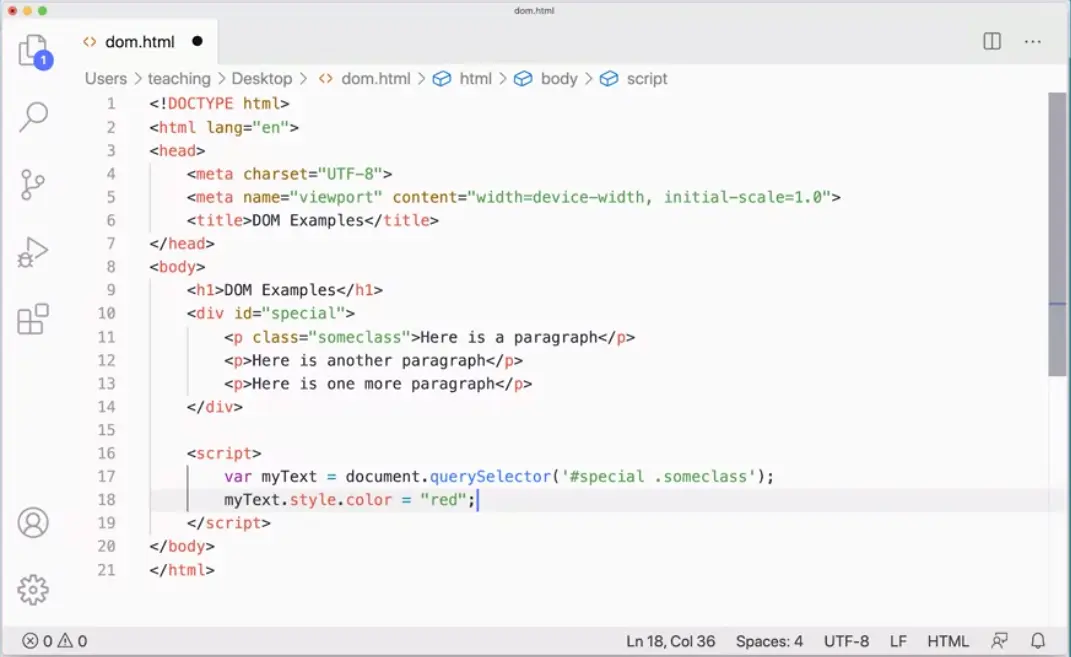 dom.html
1
dom.html
Users > teaching > Desktop > <> dom.html > html > body > script
1 <!DOCTYPE html>
2 <html lang="en">
3 <head>
4     <meta charset="UTF-8">
5     <meta name="viewport" content="width=device-width, initial-scale=1.0">
6     <title>DOM Examples</title>
7 </head>
8 <body>
9     <h1>DOM Examples</h1>
10     <div id="special">
11         <p class="someclass">Here is a paragraph</p>
12         <p>Here is another paragraph</p>
13         <p>Here is one more paragraph</p>
14     </div>
15
16     <script>
17         var myText = document.querySelector('#special .someclass');
18         myText.style.color = "red";
19     </script>
20 </body>
21 </html>
0 0 Ln 18, Col 36 Spaces: 4 UTF-8 LF HTML